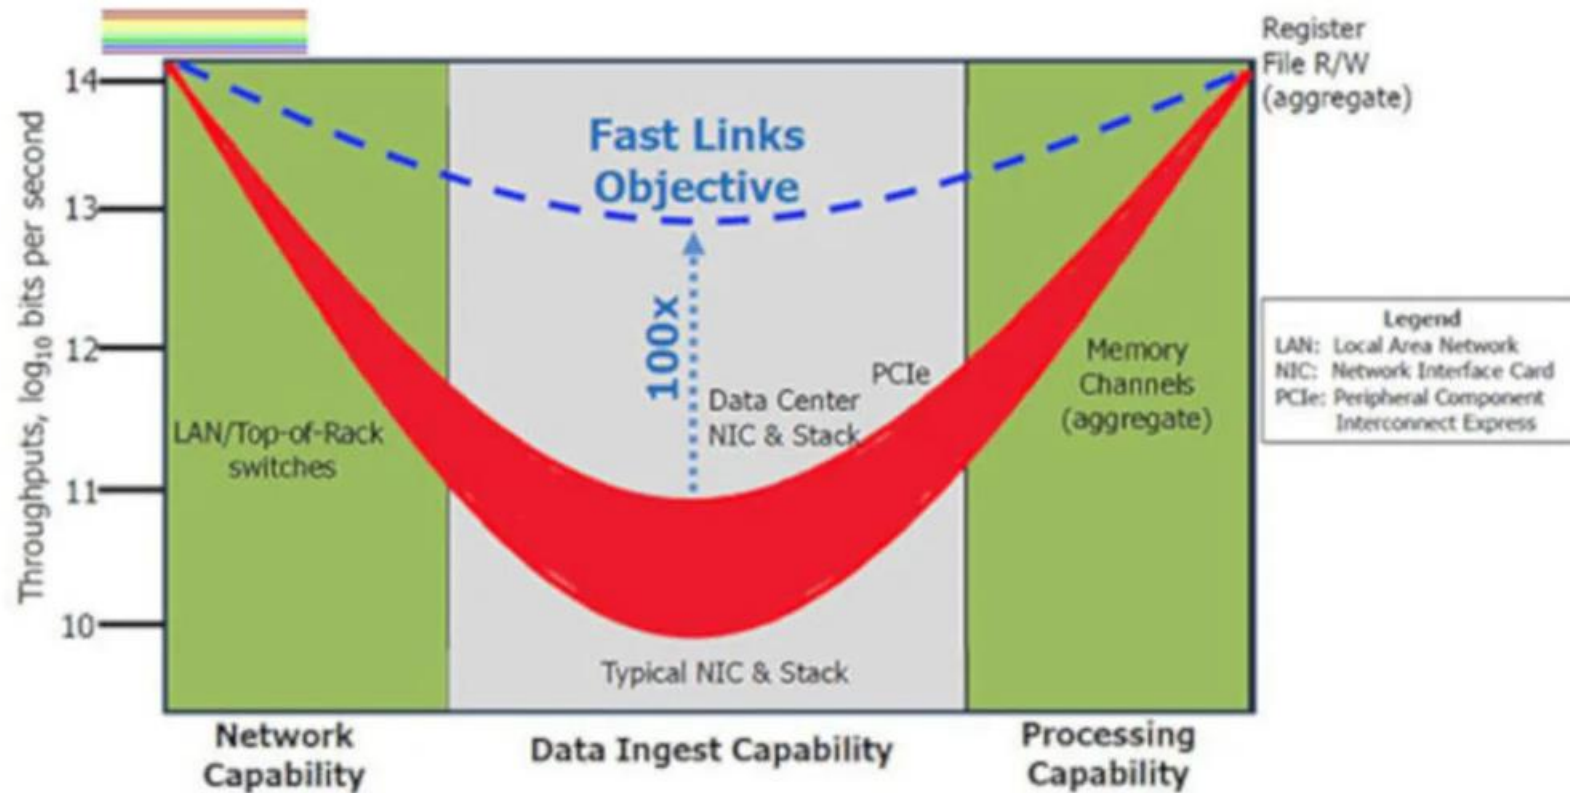 Throughputs, log10 bits per second
14
13
12
11
10
Fast Links
Objective
100x
LAN/Top-of-Rack
switches
Data Center
NIC & Stack
PCIe
Typical NIC & Stack
Memory
Channels
(aggregate)
Register
File R/W
(aggregate)
Legend
LAN: Local Area Network
NIC: Network Interface Card
PCIe: Peripheral Component
Interconnect Express
Network
Capability
Data Ingest Capability
Processing
Capability